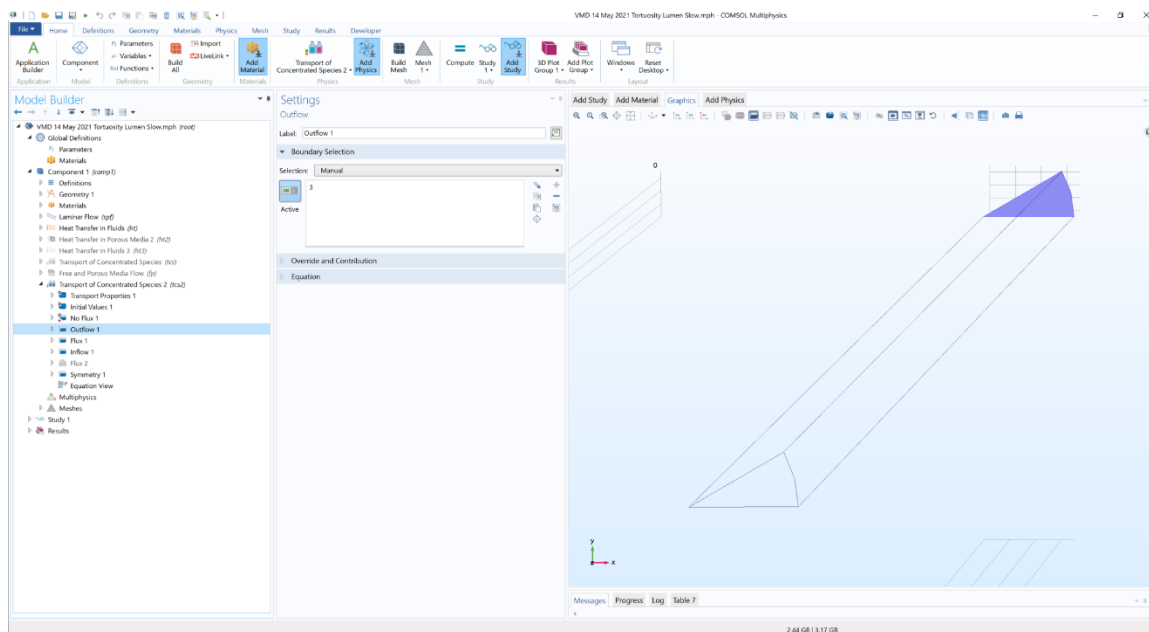 VMD 14 May 2021 Tortuosity Lumen Slow.mph - COMSOL Multiphysics
File Home Definitions Geometry Materials Physics Mesh Study Results Developer
Application Builder
Component
Pi Parameters
Variables
Functions
Build All
Import
LiveLink
Add Material
Transport of Concentrated Species 2
Add Physics
Build Mesh
Mesh 1
Compute
Study 1
Add Study
3D Plot Group 1
Add Plot Group
Windows
Reset Desktop
Application Model Definitions Geometry Materials Physics Mesh Study Results Layout
Model Builder
VMD 14 May 2021 Tortuosity Lumen Slow.mph (root)
Global Definitions
Pi Parameters
Materials
Component 1 (comp1)
Definitions
Geometry 1
Materials
Laminar Flow (spf)
Heat Transfer in Fluids (ht)
Heat Transfer in Porous Media 2 (ht2)
Heat Transfer in Fluids 3 (ht3)
Transport of Concentrated Species (tcs)
Free and Porous Media Flow (fp)
Transport of Concentrated Species 2 (tcs2)
Transport Properties 1
Initial Values 1
No Flux 1
Outflow 1
Flux 1
Inflow 1
Flux 2
Symmetry 1
Equation View
Multiphysics
Meshes
Study 1
Results
Settings
Outflow
Label: Outflow 1
Boundary Selection
Selection: Manual
3
Active
Override and Contribution
Equation
Add Study Add Material Graphics Add Physics
0
y
x
Messages Progress Log Table 7
2.44 GB | 3.17 GB